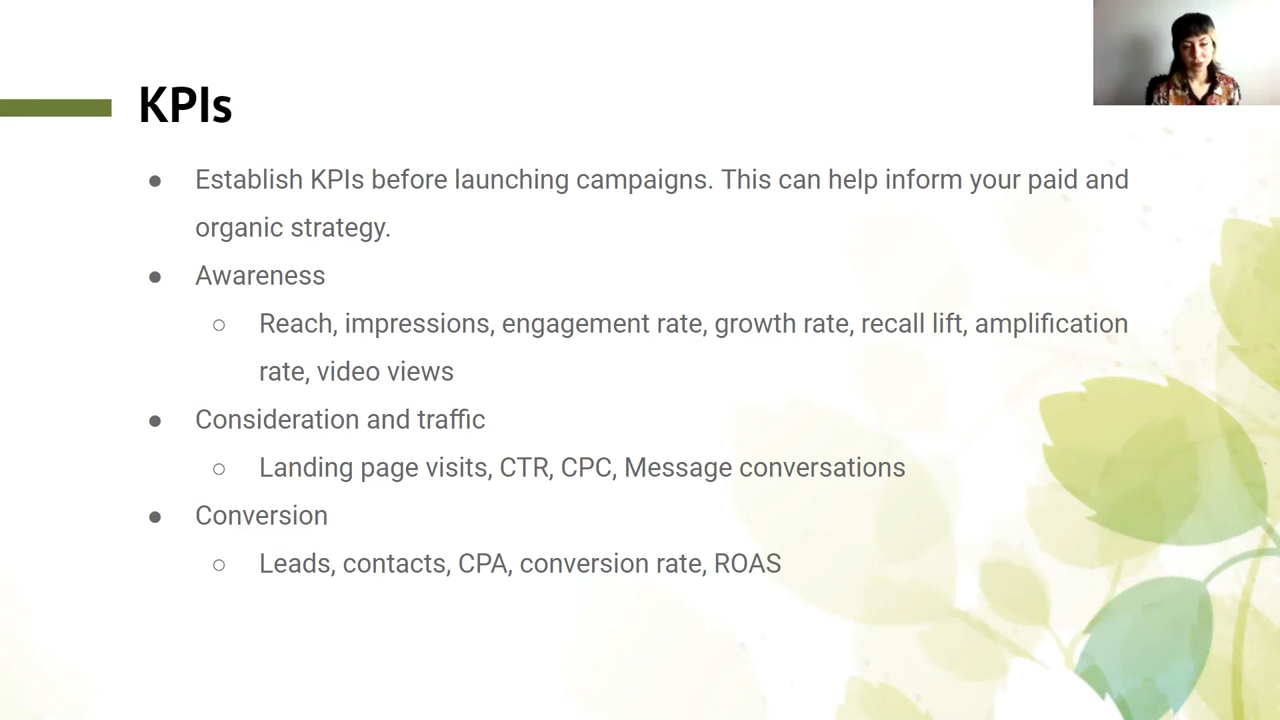 KPIs
● Establish KPIs before launching campaigns. This can help inform your paid and
organic strategy.
● Awareness
○ Reach, impressions, engagement rate, growth rate, recall lift, amplification
rate, video views
● Consideration and traffic
○ Landing page visits, CTR, CPC, Message conversations
● Conversion
○ Leads, contacts, CPA, conversion rate, ROAS